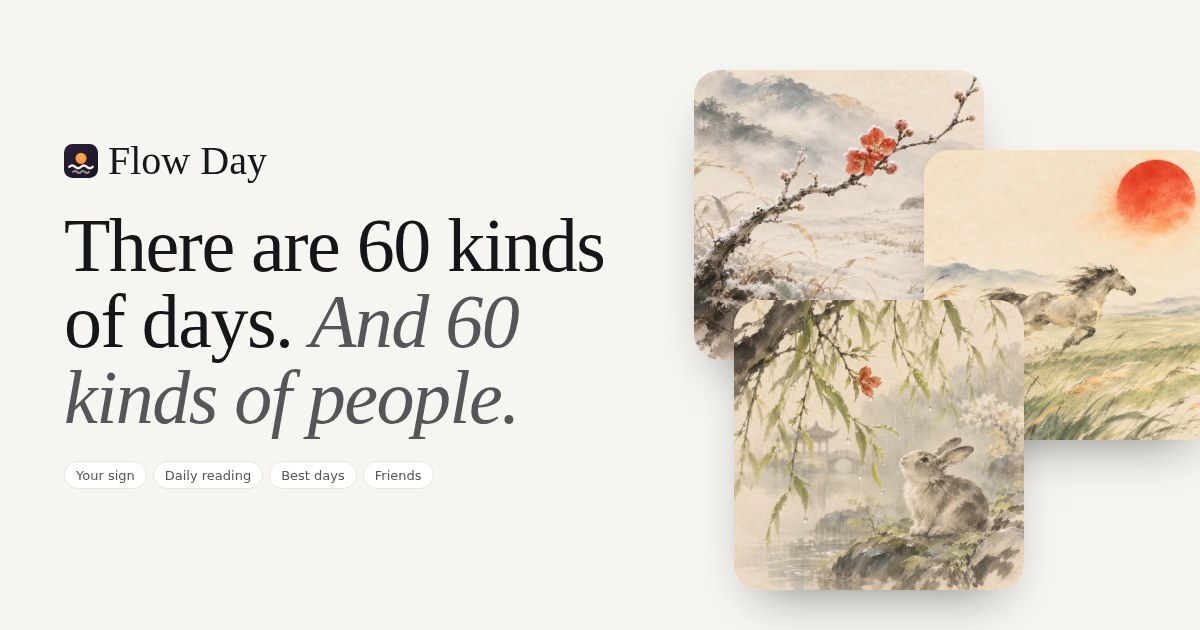 Flow Day
There are 60 kinds
of days. And 60
kinds of people.
Your sign
Daily reading
Best days
Friends